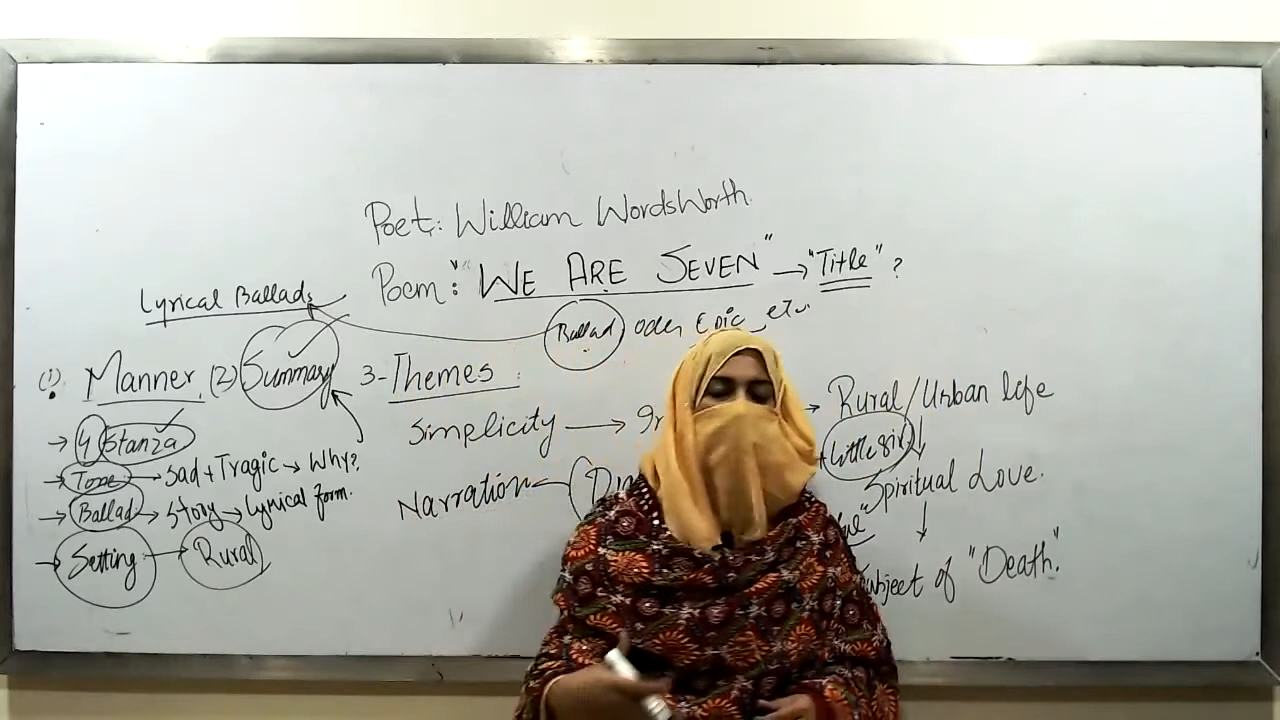 Poet: William Wordsworth
Poem: "WE ARE SEVEN" → "Title" ?
Lyrical Ballads
Ballad Odes Epic etc.
(1) Manner (2) Summary 3- Themes
Simplicity → → Rural/Urban life
→ 4 Stanza
Little girl
→ Tone → Sad + Tragic → Why?
Narration Spiritual Love.
→ Ballad → Story → Lyrical form.
→ Setting → Rural
Subject of "Death".